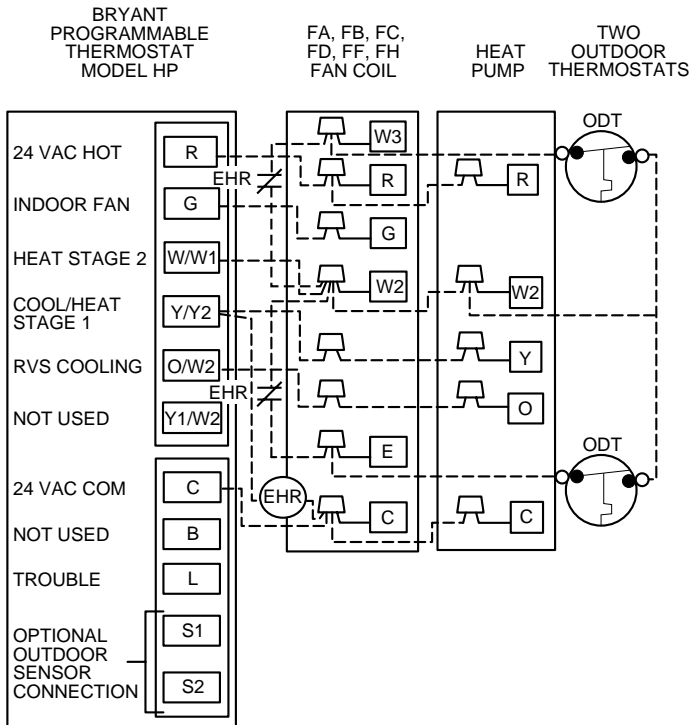 BRYANT
PROGRAMMABLE
THERMOSTAT
MODEL HP
FA, FB, FC,
FD, FF, FH
FAN COIL
HEAT
PUMP
TWO
OUTDOOR
THERMOSTATS
24 VAC HOT
R
INDOOR FAN
G
HEAT STAGE 2
W/W1
COOL/HEAT
STAGE 1
Y/Y2
RVS COOLING
O/W2
NOT USED
Y1/W2
24 VAC COM
C
NOT USED
B
TROUBLE
L
OPTIONAL
OUTDOOR
SENSOR
CONNECTION
S1
S2
EHR
EHR
EHR
W3
R
G
W2
E
C
R
W2
Y
O
C
ODT
ODT